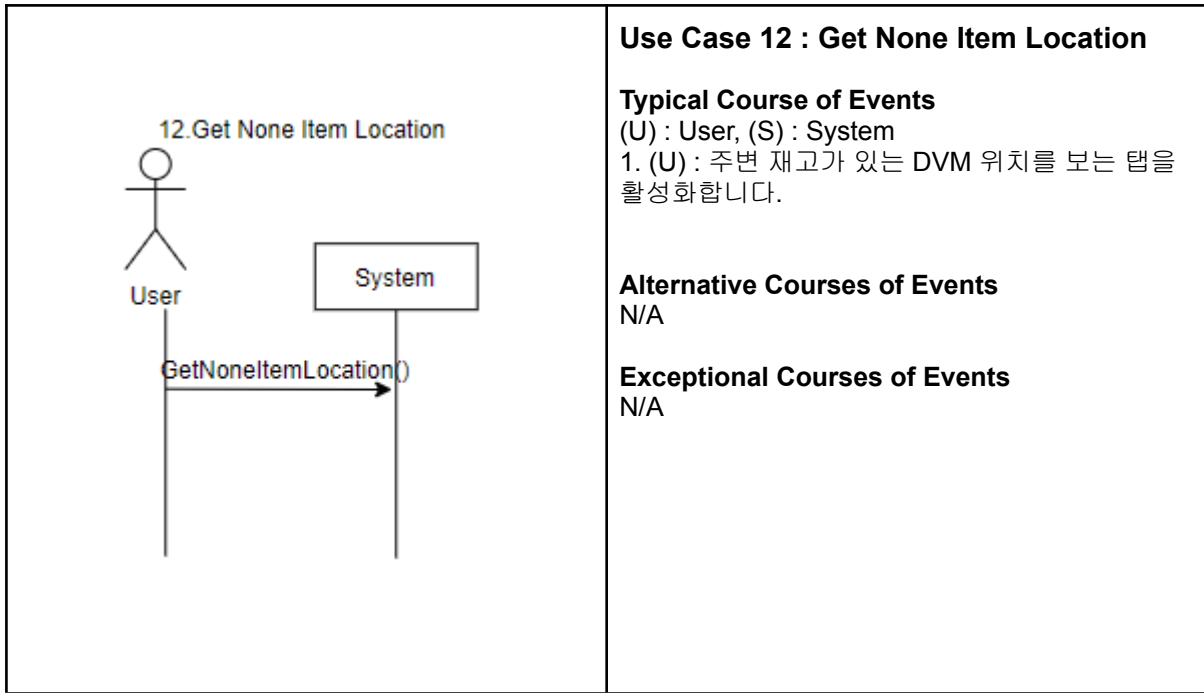 12.Get None Item Location
User
System
GetNoneItemLocation()
Use Case 12 : Get None Item Location
Typical Course of Events
(U) : User, (S) : System
1. (U) : 주변 재고가 있는 DVM 위치를 보는 탭을
활성화합니다.
Alternative Courses of Events
N/A
Exceptional Courses of Events
N/A